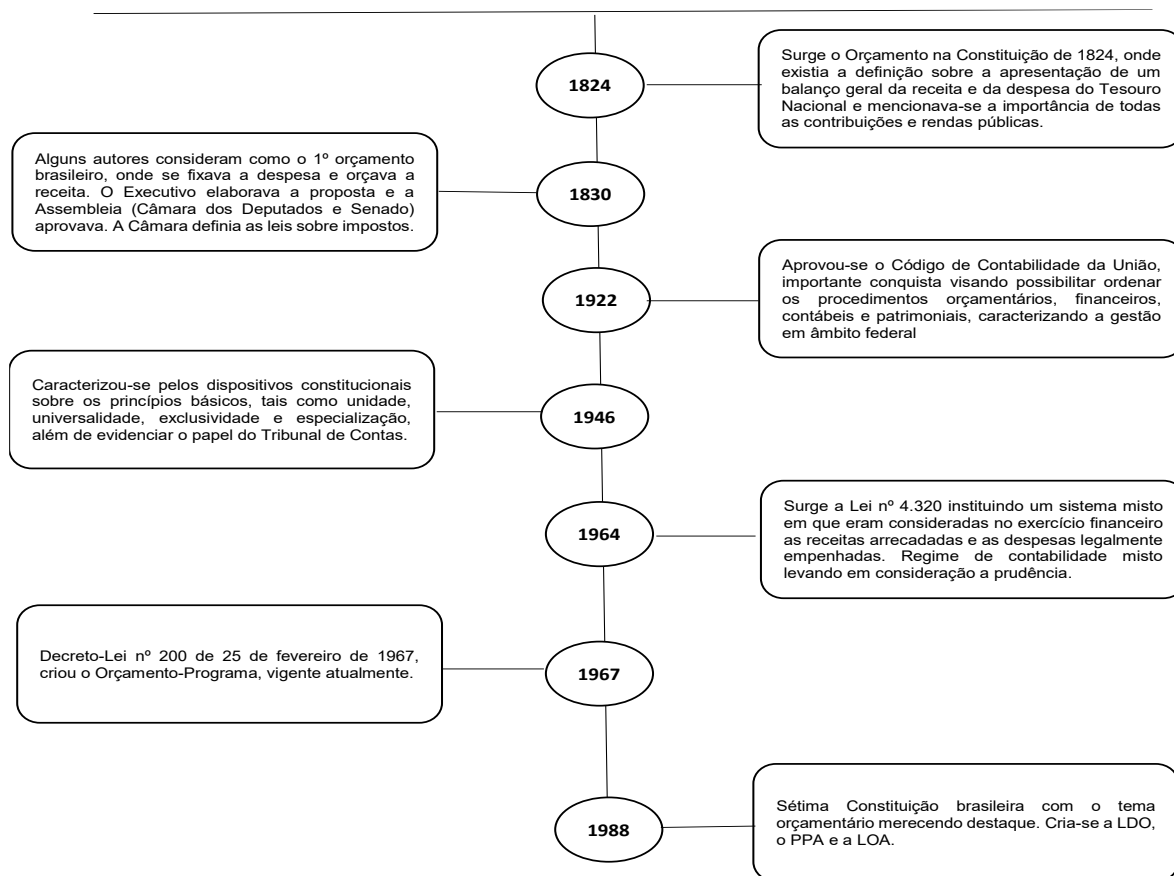 1824
Surge o Orçamento na Constituição de 1824, onde
existia a definição sobre a apresentação de um
balanço geral da receita e da despesa do Tesouro
Nacional e mencionava-se a importância de todas
as contribuições e rendas públicas.
Alguns autores consideram como o 1º orçamento
brasileiro, onde se fixava a despesa e orçava a
receita. O Executivo elaborava a proposta e a
Assembleia (Câmara dos Deputados e Senado)
aprovava. A Câmara definia as leis sobre impostos.
1830
1922
Aprovou-se o Código de Contabilidade da União,
importante conquista visando possibilitar ordenar
os procedimentos orçamentários, financeiros,
contábeis e patrimoniais, caracterizando a gestão
em âmbito federal
Caracterizou-se pelos dispositivos constitucionais
sobre os princípios básicos, tais como unidade,
universalidade, exclusividade e especialização,
além de evidenciar o papel do Tribunal de Contas.
1946
1964
Surge a Lei nº 4.320 instituindo um sistema misto
em que eram consideradas no exercício financeiro
as receitas arrecadadas e as despesas legalmente
empenhadas. Regime de contabilidade misto
levando em consideração a prudência.
Decreto-Lei nº 200 de 25 de fevereiro de 1967,
criou o Orçamento-Programa, vigente atualmente.
1967
1988
Sétima Constituição brasileira com o tema
orçamentário merecendo destaque. Cria-se a LDO,
o PPA e a LOA.